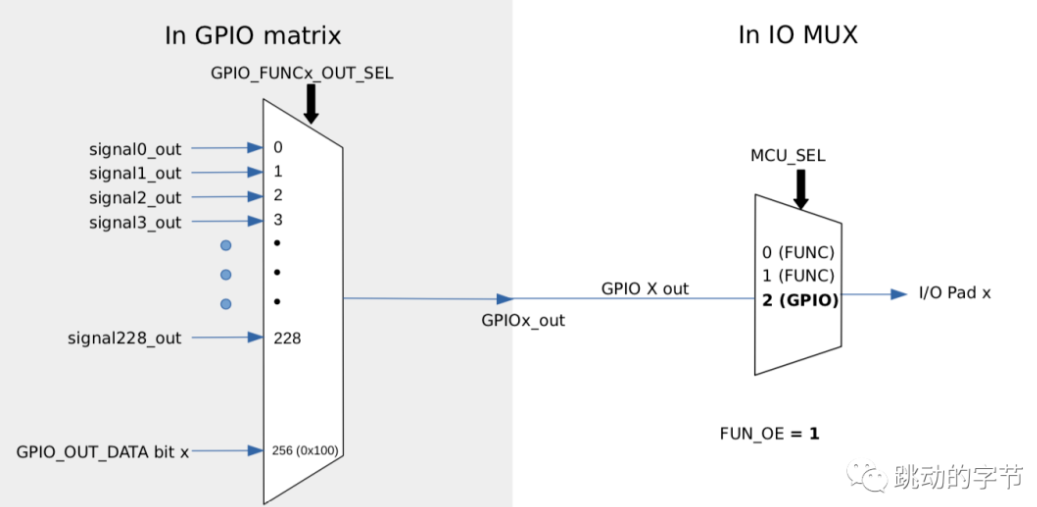 In GPIO matrix
In IO MUX
GPIO_FUNCx_OUT_SEL
signal0_out
0
signal1_out
1
signal2_out
2
signal3_out
3
signal228_out
228
GPIO_OUT_DATA bit x
256 (0x100)
GPIOx_out
GPIO X out
MCU_SEL
0 (FUNC)
1 (FUNC)
2 (GPIO)
I/O Pad x
FUN_OE = 1
跳动的字节